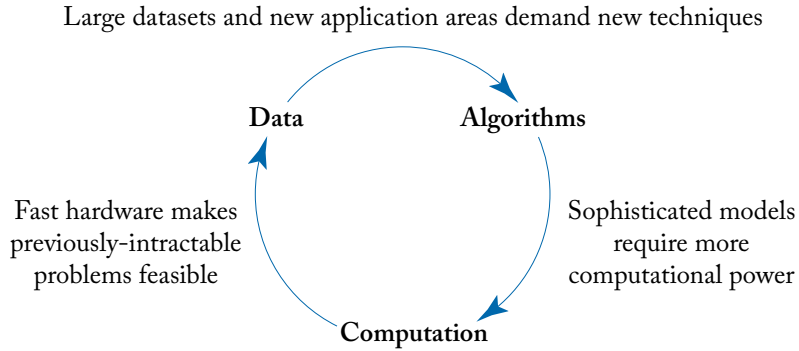 Large datasets and new application areas demand new techniques
Data
Algorithms
Fast hardware makes
previously-intractable
problems feasible
Sophisticated models
require more
computational power
Computation